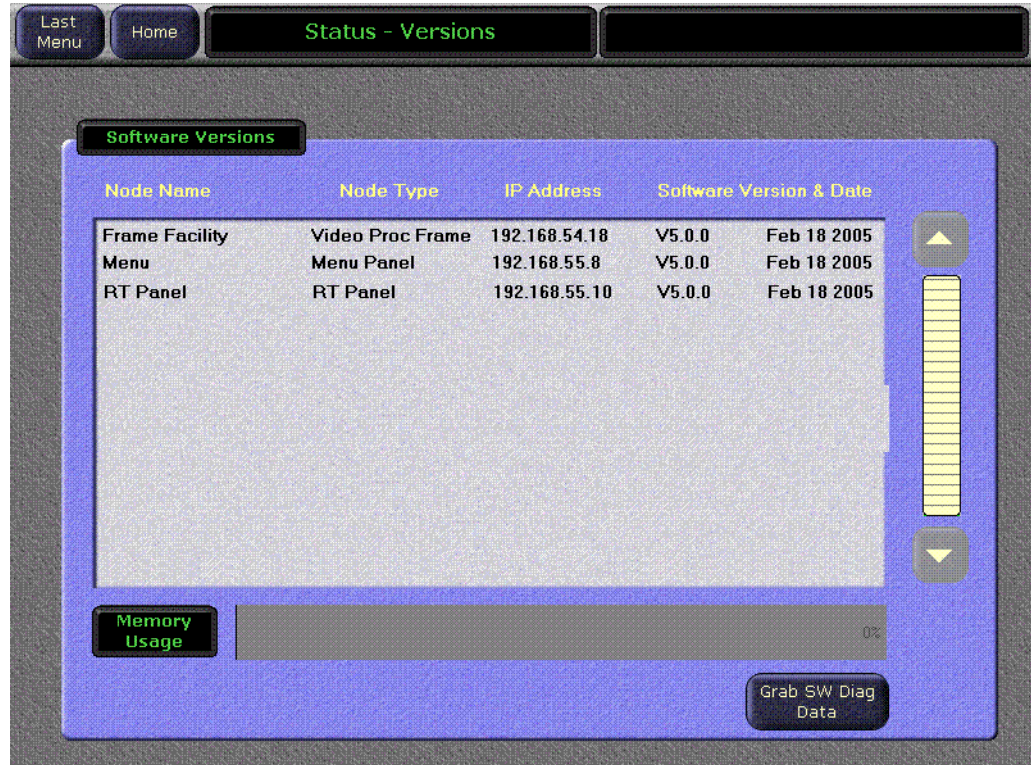 Last Menu Home Status - Versions
Software Versions
Node Name Node Type IP Address Software Version & Date
Frame Facility Video Proc Frame 192.168.54.18 V5.0.0 Feb 18 2005
Menu Menu Panel 192.168.55.8 V5.0.0 Feb 18 2005
RT Panel RT Panel 192.168.55.10 V5.0.0 Feb 18 2005
Memory
Usage
0%
Grab SW Diag
Data